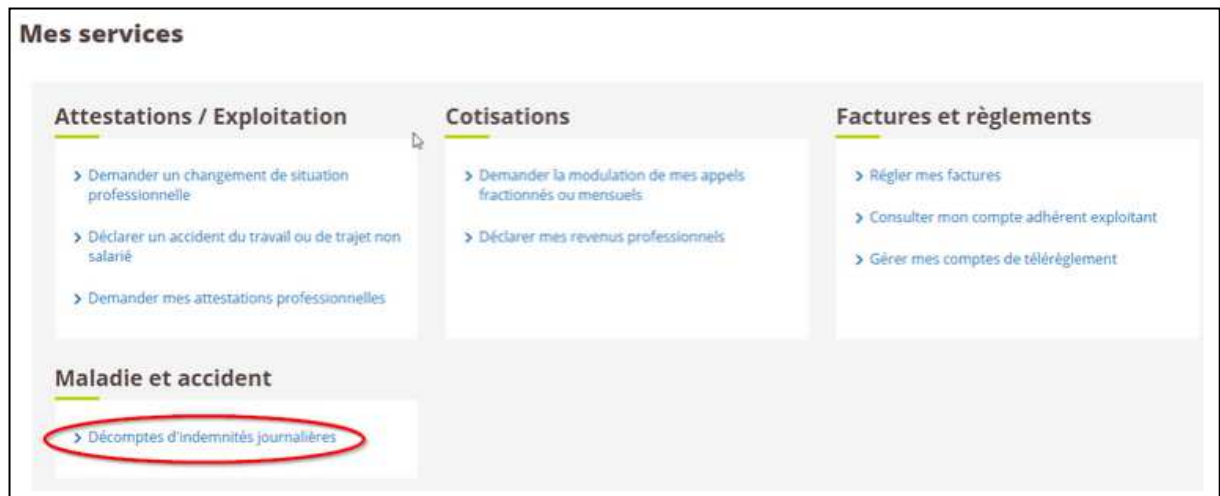 Mes services
Attestations / Exploitation
Demander un changement de situation
professionnelle
Déclarer un accident du travail ou de trajet non
salarié
Demander mes attestations professionnelles
Cotisations
Demander la modulation de mes appels
fractionnés ou mensuels
Déclarer mes revenus professionnels
Factures et règlements
Régler mes factures
Consulter mon compte adhérent exploitant
Gérer mes comptes de télérèglement
Maladie et accident
Décomptes d'indemnités journalières